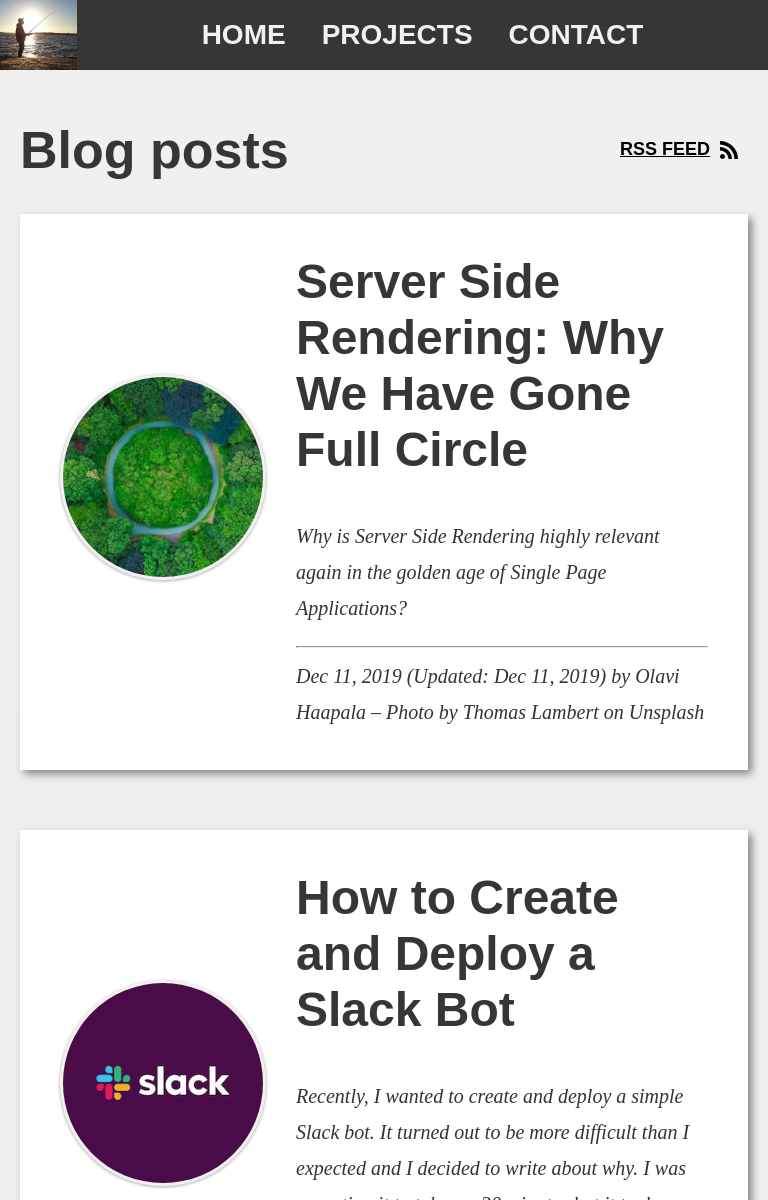 HOME PROJECTS CONTACT
Blog posts
RSS FEED
Server Side
Rendering: Why
We Have Gone
Full Circle
Why is Server Side Rendering highly relevant
again in the golden age of Single Page
Applications?
Dec 11, 2019 (Updated: Dec 11, 2019) by Olavi
Haapala – Photo by Thomas Lambert on Unsplash
How to Create
and Deploy a
Slack Bot
slack
Recently, I wanted to create and deploy a simple
Slack bot. It turned out to be more difficult than I
expected and I decided to write about why. I was